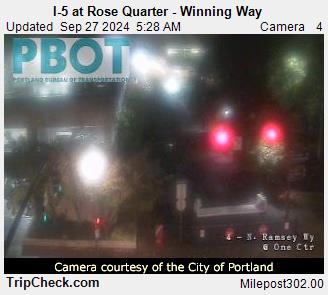 I-5 at Rose Quarter - Winning Way
Updated Sep 27 2024 5:28 AM Camera 4
PBOT
PORTLAND BUREAU OF TRANSPORTATION
4 - N. Ramsey Wy
@ One Ctr
Camera courtesy of the City of Portland
TripCheck.com Milepost302.00